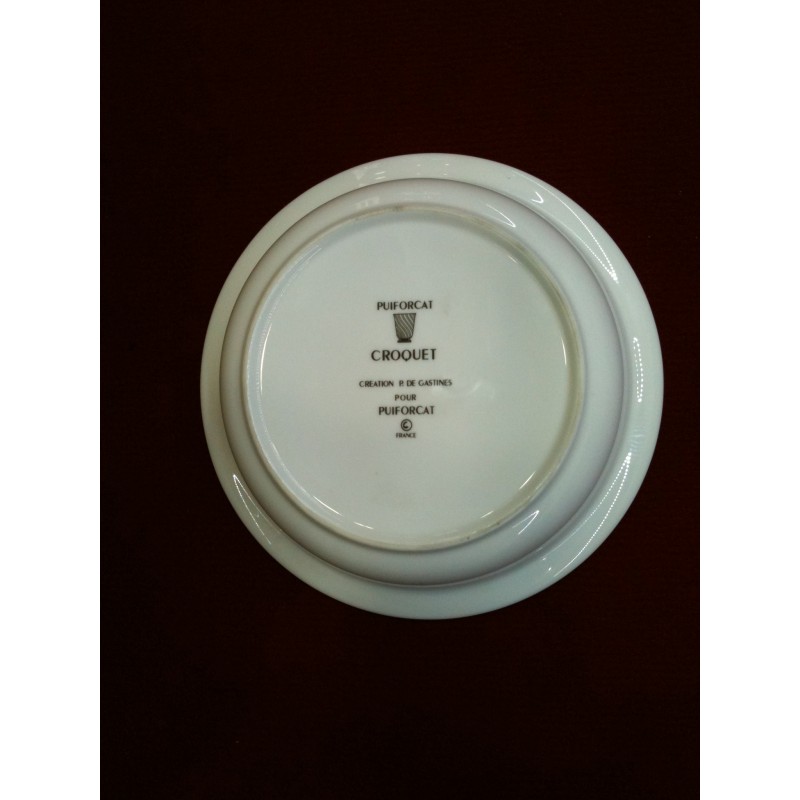 PUIFORCAT
CROQUET
CREATION P. DE GASTINES
POUR
PUIFORCAT
©
FRANCE